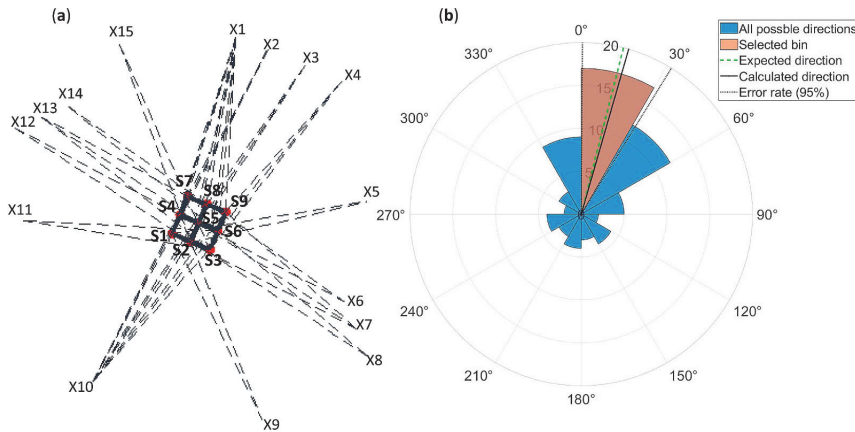 (a)
X15
X1
X2
X3
X4
X14
X13
X12
X5
S7
S8
S9
S4
S5
S6
X11
S1
S2
S3
X6
X7
X8
X10
X9
(b)
0°
20
30°
330°
15
60°
300°
10
5
0
270°
90°
240°
120°
210°
150°
180°
All possble directions
Selected bin
Expected direction
Calculated direction
Error rate (95%)